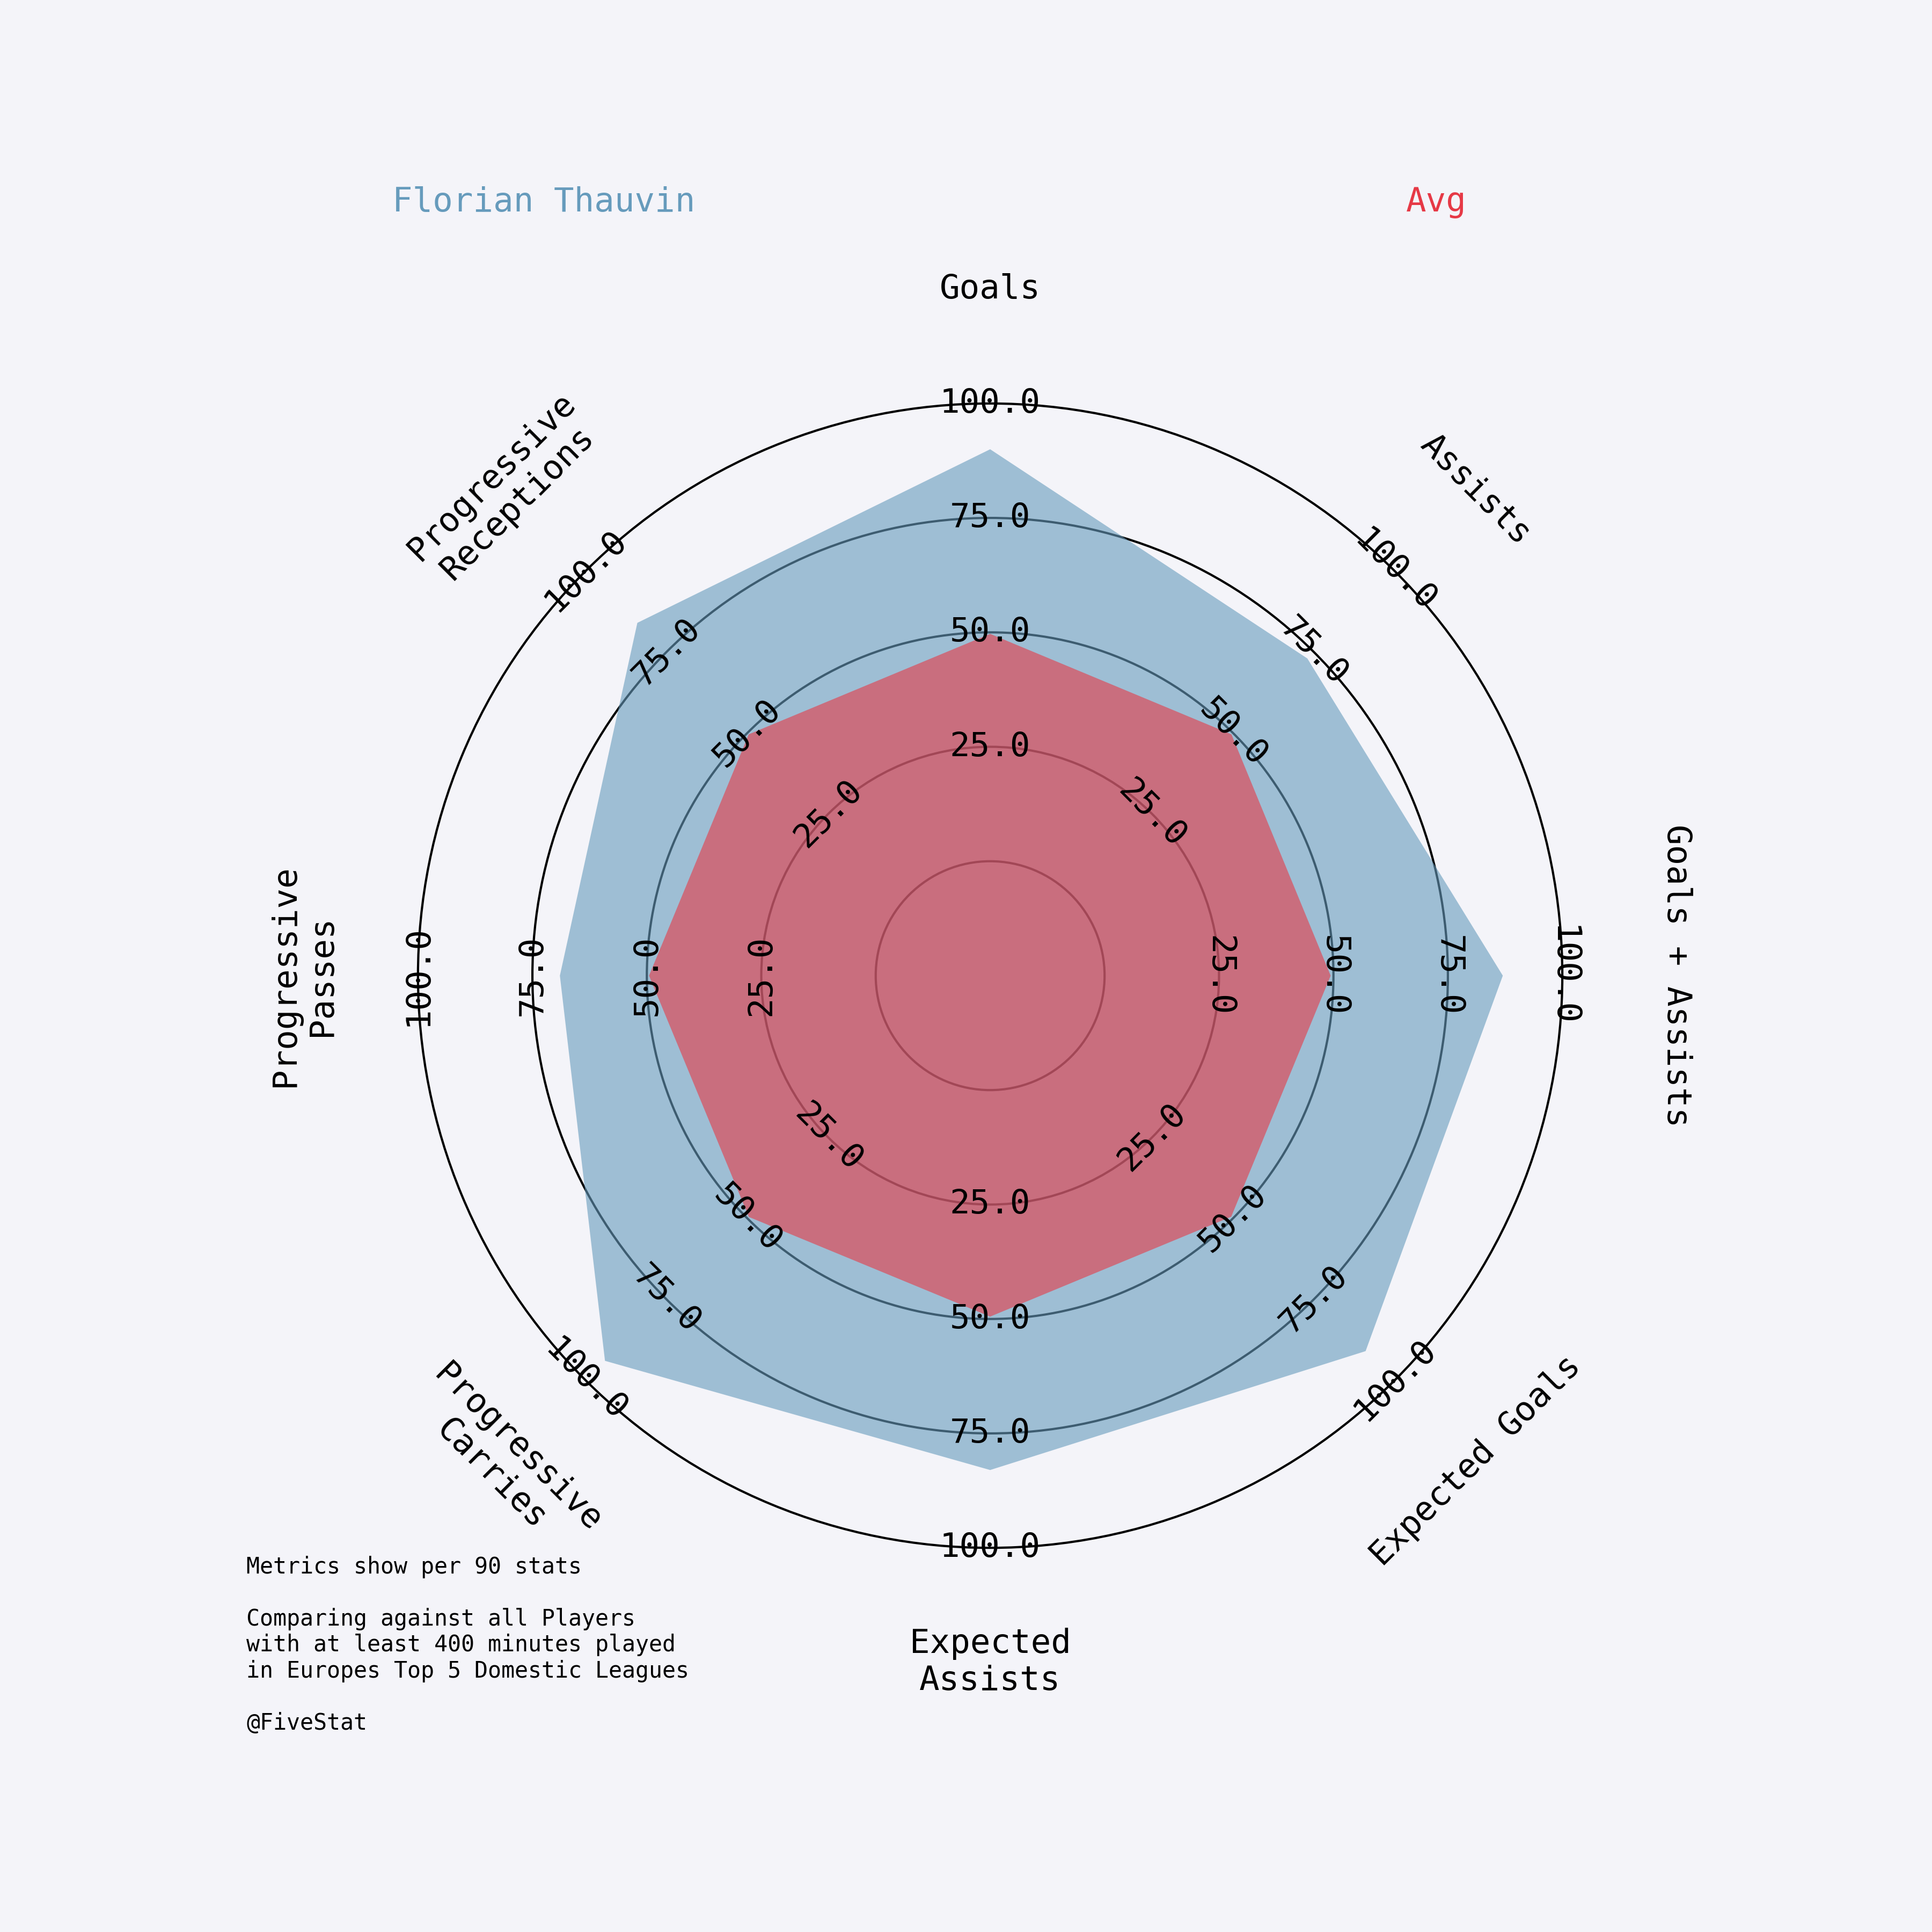 Florian Thauvin
Avg
Goals
Assists
Goals + Assists
Expected Goals
Expected
Assists
Progressive
Carries
Progressive
Passes
Progressive
Receptions
100.0
75.0
50.0
25.0
100.0
75.0
50.0
25.0
100.0
75.0
50.0
25.0
100.0
75.0
50.0
25.0
100.0
75.0
50.0
25.0
100.0
75.0
50.0
25.0
100.0
75.0
50.0
25.0
100.0
75.0
50.0
25.0
Metrics show per 90 stats
Comparing against all Players
with at least 400 minutes played
in Europes Top 5 Domestic Leagues
@FiveStat